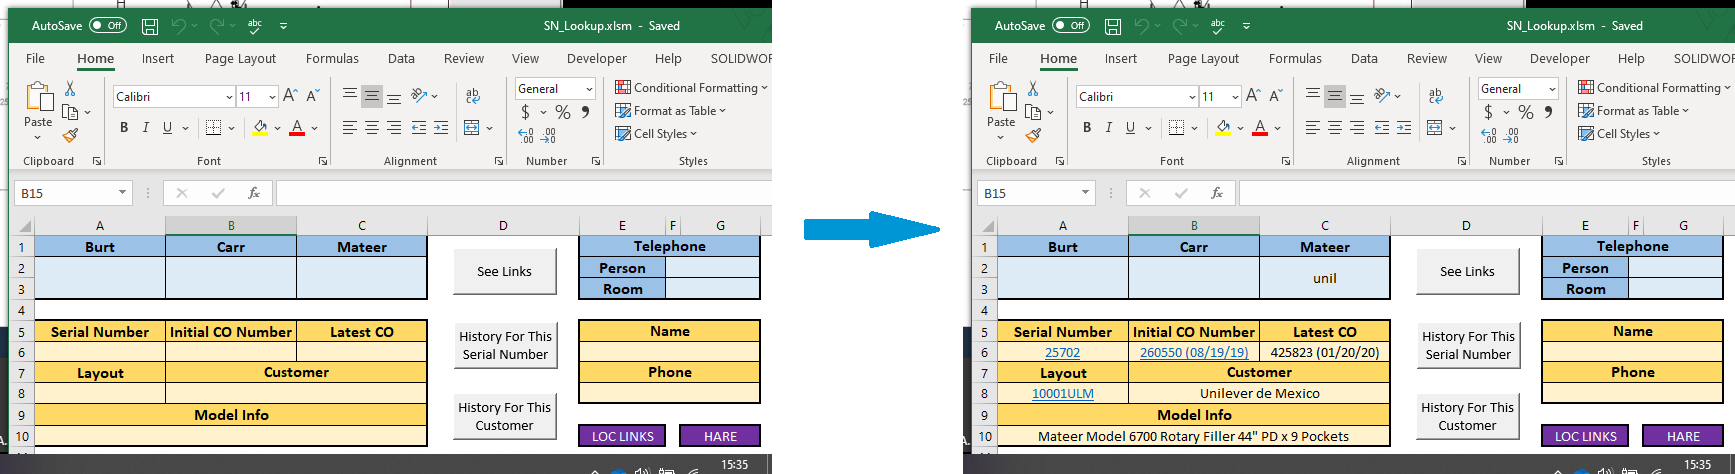 AutoSave Off abc SN_Lookup.xlsm - Saved
File Home Insert Page Layout Formulas Data Review View Developer Help SOLIDWOR
Paste Calibri 11 A A ab General Conditional Formatting
B I U A c $ % 9 Format as Table
Cell Styles
Clipboard Font Alignment Number Styles
B15 fx
A B C D E F G
1 Burt Carr Mateer Telephone
2 See Links Person
3 Room
4
5 Serial Number Initial CO Number Latest CO History For This Serial Number Name
6
7 Layout Customer Phone
8
9 Model Info History For This Customer
10 LOC LINKS HARE
15:35
AutoSave Off abc SN_Lookup.xlsm - Saved
File Home Insert Page Layout Formulas Data Review View Developer Help SOLIDWOR
Paste Calibri 11 A A ab General Conditional Formatting
B I U A c $ % 9 Format as Table
Cell Styles
Clipboard Font Alignment Number Styles
B15 fx
A B C D E F G
1 Burt Carr Mateer Telephone
2 unil See Links Person
3 Room
4
5 Serial Number Initial CO Number Latest CO History For This Serial Number Name
6 25702 260550 (08/19/19) 425823 (01/20/20)
7 Layout Customer Phone
8 10001ULM Unilever de Mexico
9 Model Info History For This Customer
10 Mateer Model 6700 Rotary Filler 44" PD x 9 Pockets LOC LINKS HARE
15:35